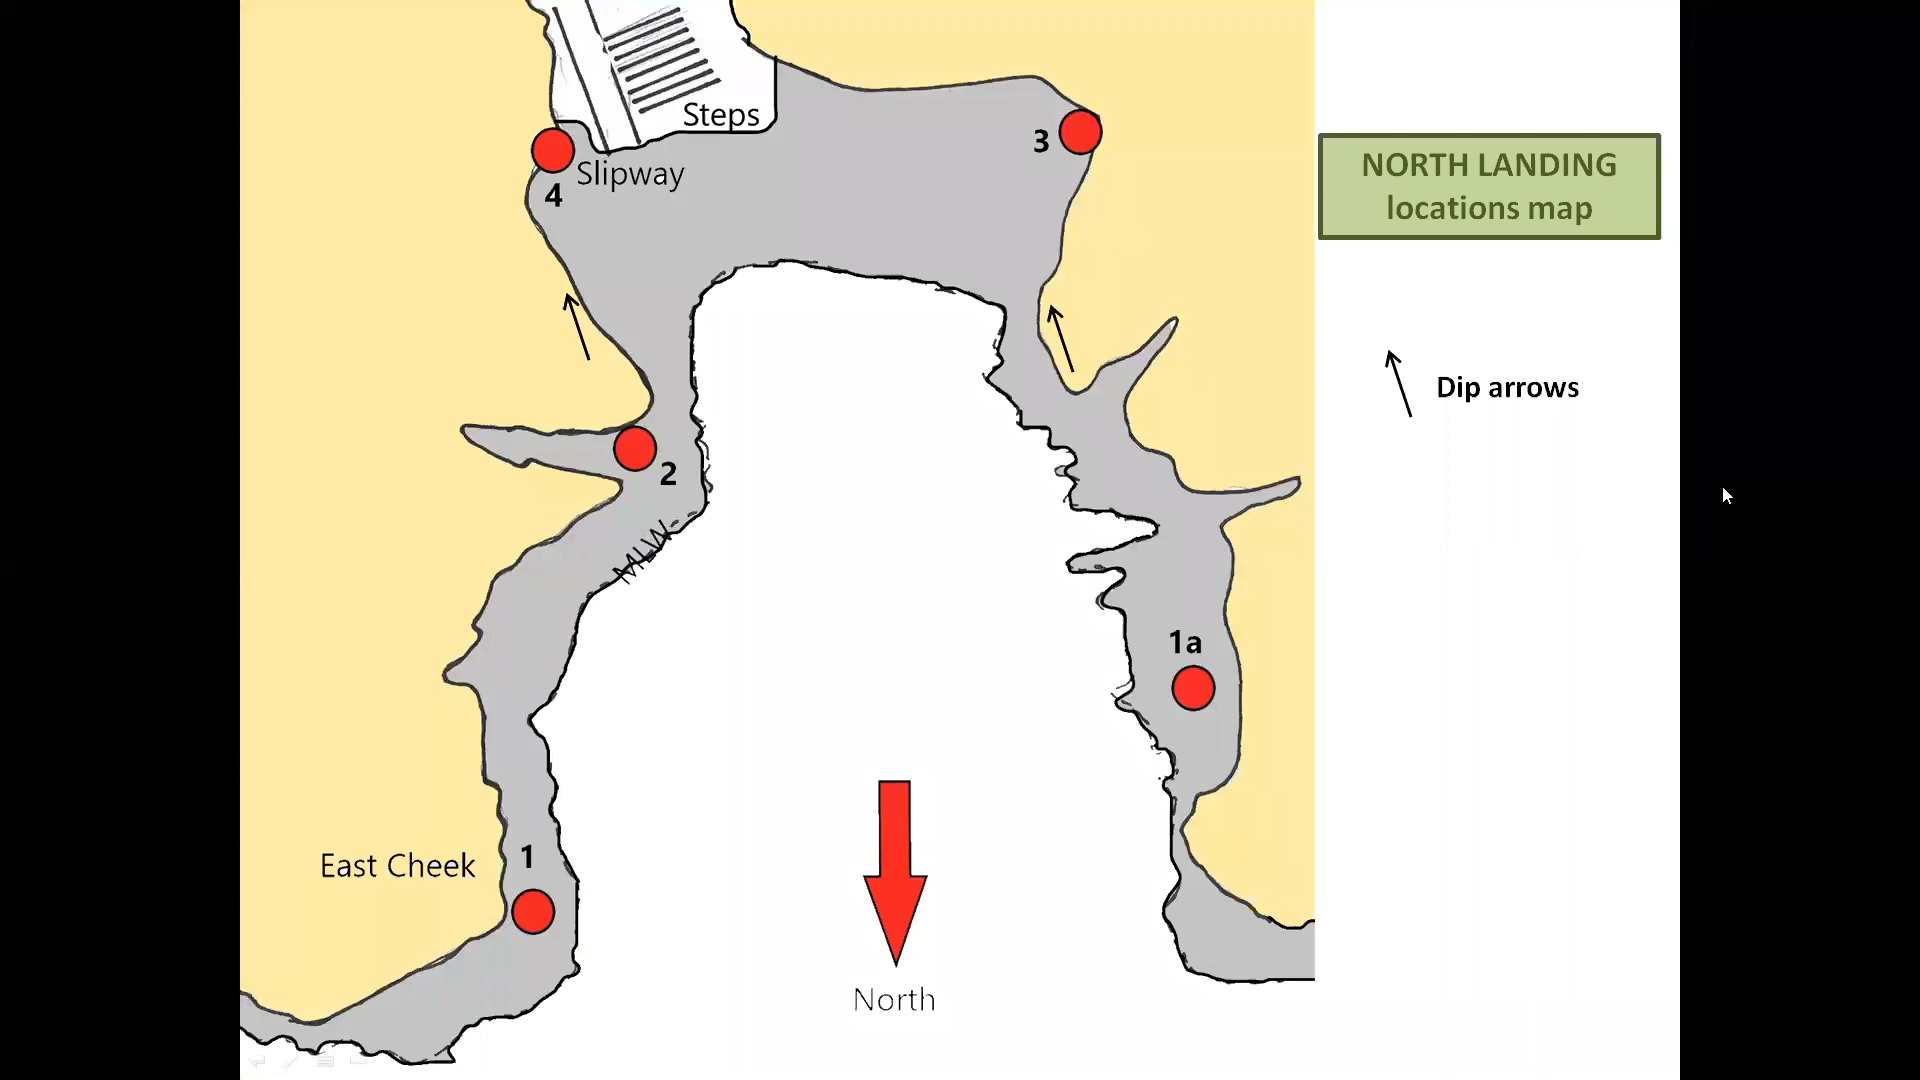 Steps
3
NORTH LANDING
locations map
Slipway
4
Dip arrows
2
MLW
1a
East Cheek
1
North